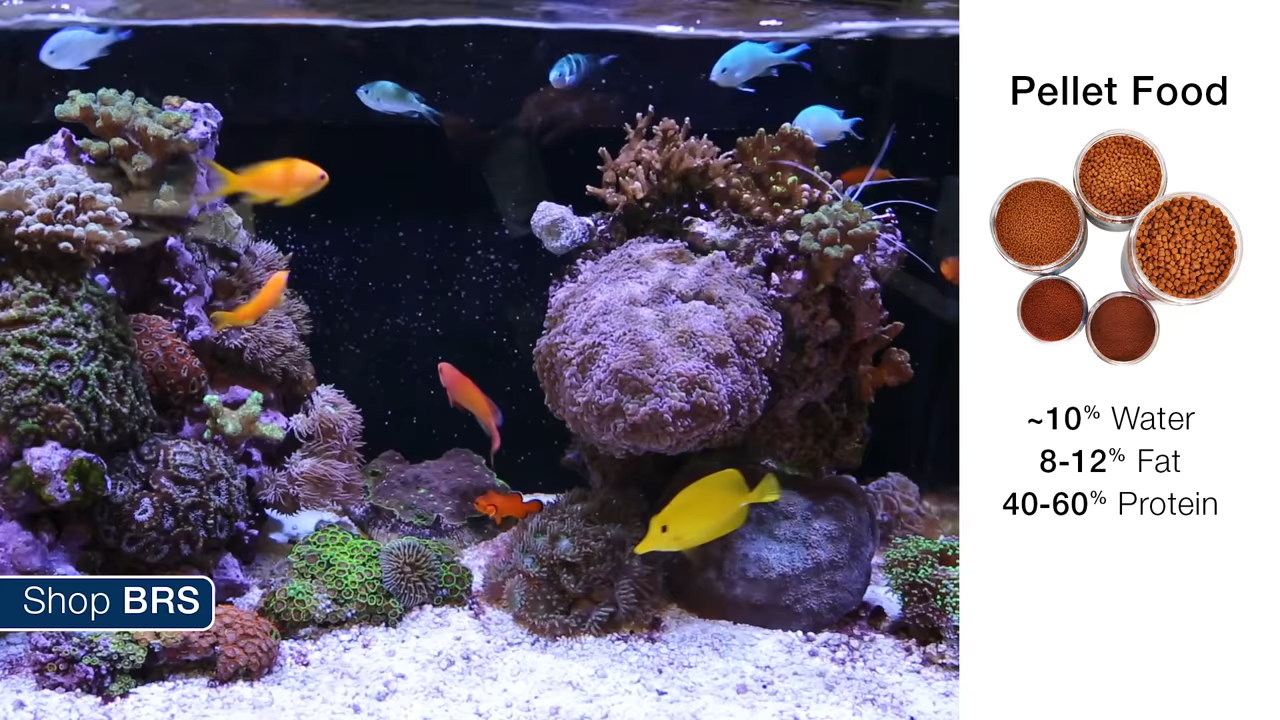 Pellet Food
~10% Water
8-12% Fat
40-60% Protein
Shop BRS